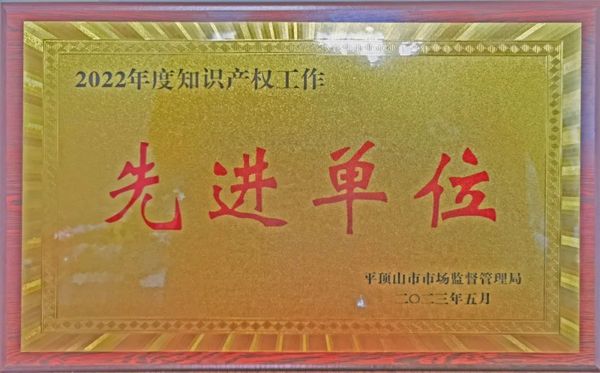 2022年度知识产权工作
先进单位
平顶山市市场监督管理局
二〇二三年五月